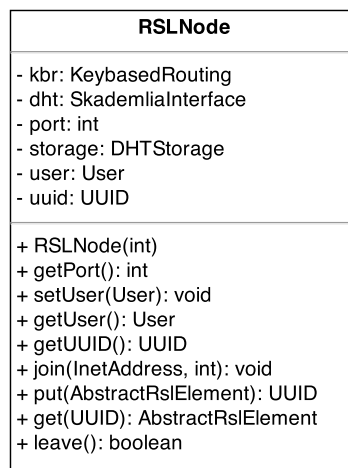 RSLNode
- kbr: KeybasedRouting
- dht: SkademliaInterface
- port: int
- storage: DHTStorage
- user: User
- uuid: UUID
+ RSLNode(int)
+ getPort(): int
+ setUser(User): void
+ getUser(): User
+ getUUID(): UUID
+ join(InetAddress, int): void
+ put(AbstractRslElement): UUID
+ get(UUID): AbstractRslElement
+ leave(): boolean